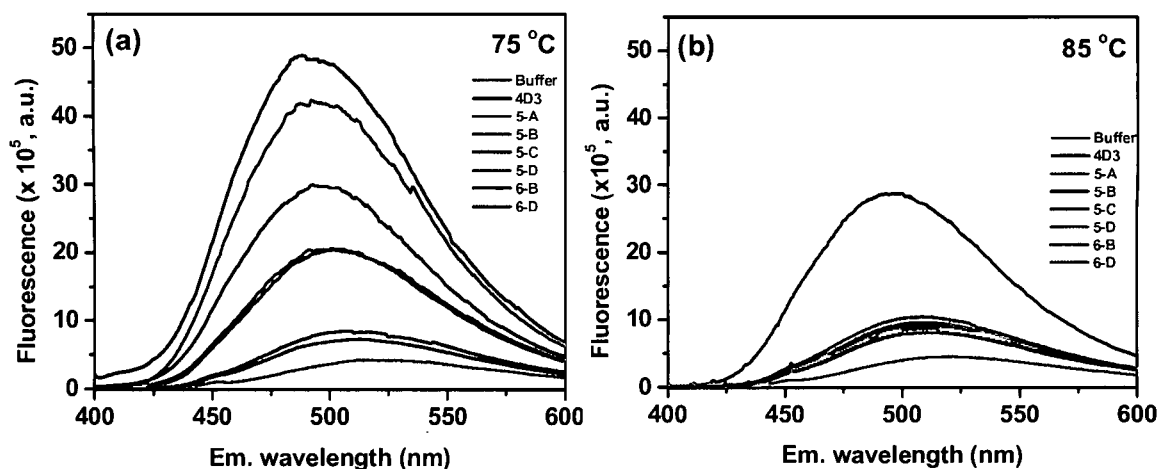 (a)
75 °C
Fluorescence (x 10⁵, a.u.)
50
40
30
20
10
0
Buffer
4D3
5-A
5-B
5-C
5-D
6-B
6-D
400
450
500
550
600
Em. wavelength (nm)
(b)
85 °C
Fluorescence (x10⁵, a.u.)
50
40
30
20
10
0
Buffer
4D3
5-A
5-B
5-C
5-D
6-B
6-D
400
450
500
550
600
Em. wavelength (nm)